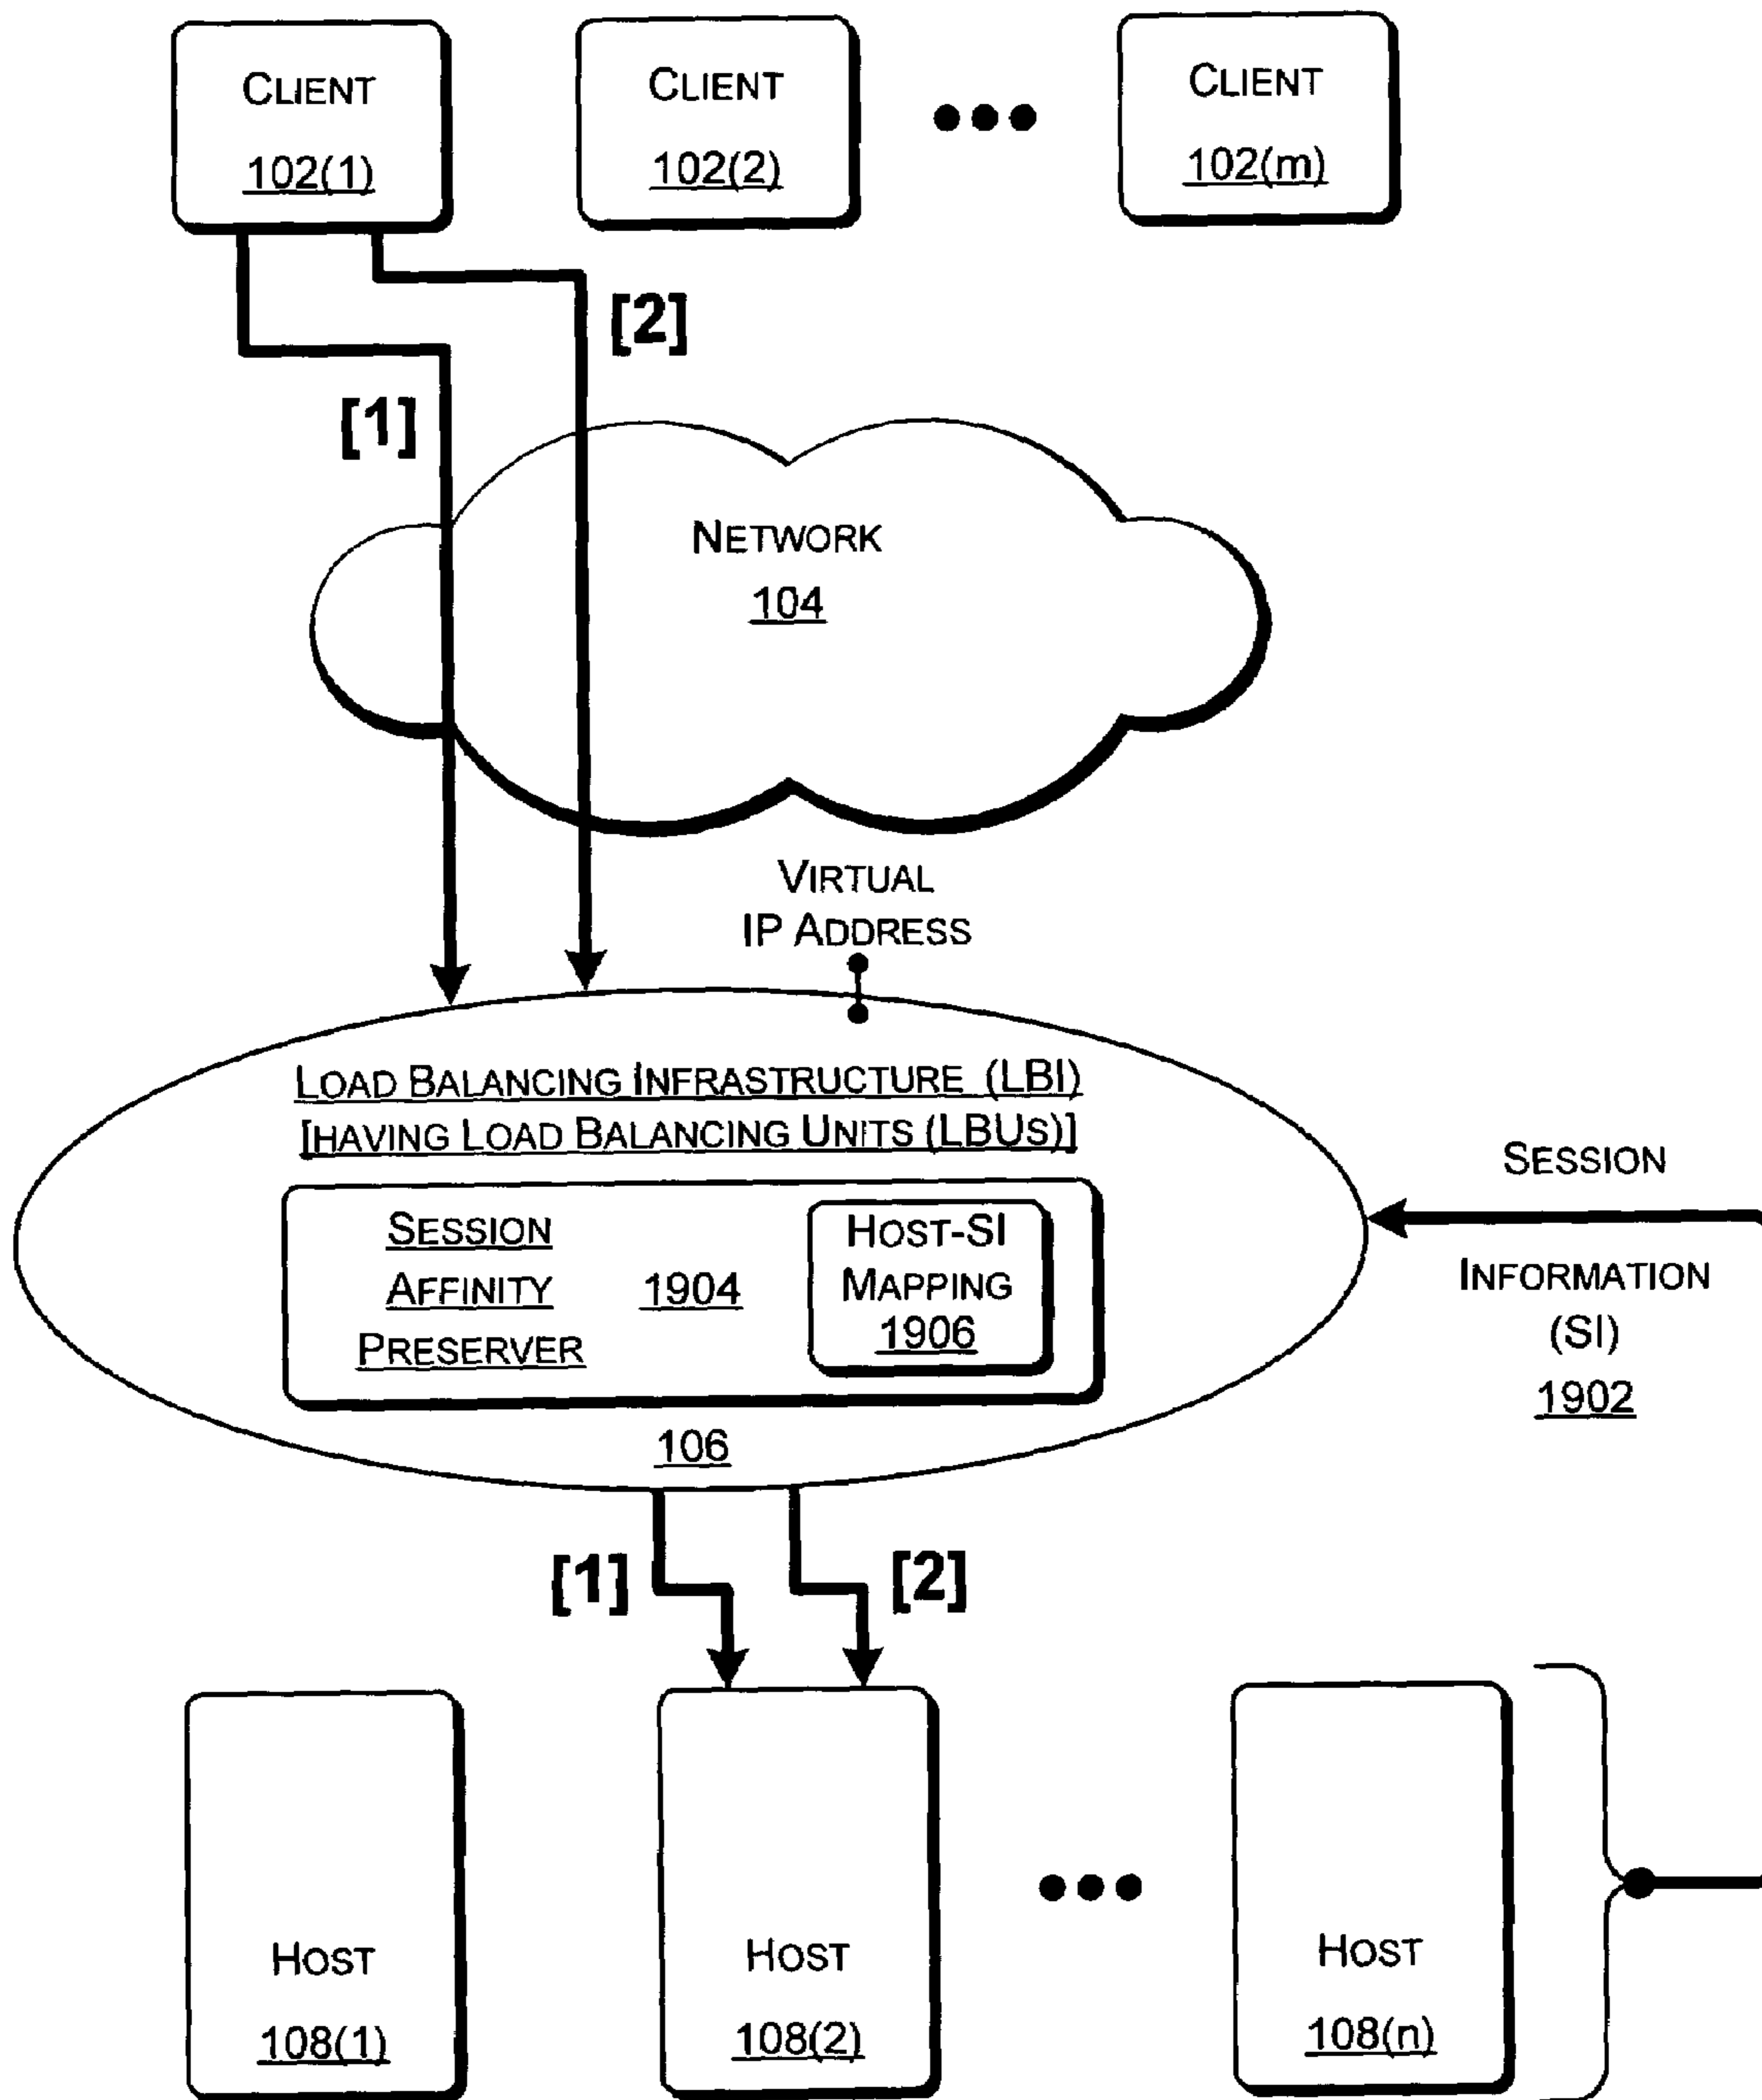 CLIENT
102(1)
CLIENT
102(2)
CLIENT
102(m)
[2]
[1]
NETWORK
104
VIRTUAL
IP ADDRESS
LOAD BALANCING INFRASTRUCTURE (LBI)
[HAVING LOAD BALANCING UNITS (LBUS)]
SESSION
AFFINITY
PRESERVER
1904
HOST-SI
MAPPING
1906
106
SESSION
INFORMATION
(SI)
1902
[1]
[2]
HOST
108(1)
HOST
108(2)
HOST
108(n)